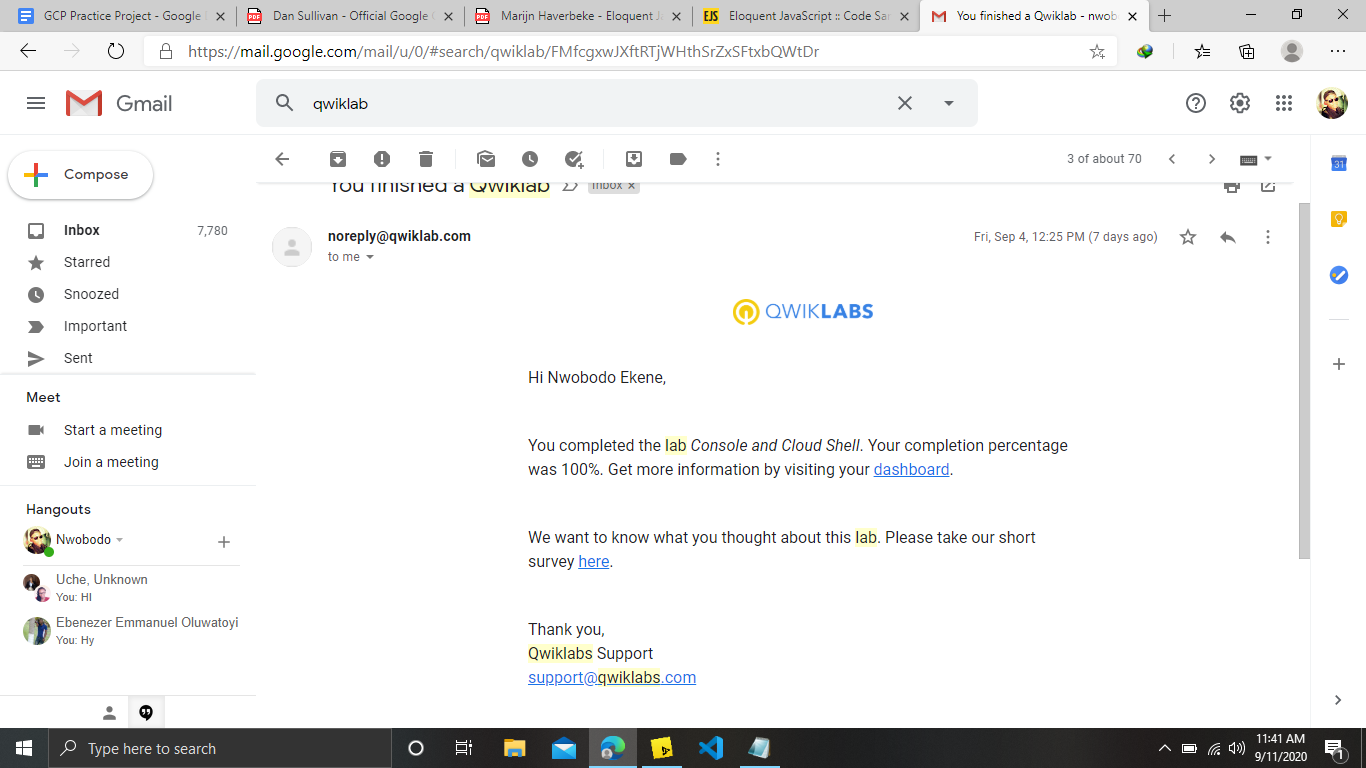 GCP Practice Project - Google D
Dan Sullivan - Official Google C
Marijn Haverbeke - Eloquent Ja
EJS Eloquent JavaScript :: Code Sar
You finished a Qwiklab - nwob
https://mail.google.com/mail/u/0/#search/qwiklab/FMfcgxwJXftRTjWHthSrZxSFtxbQWtDr
Gmail
qwiklab
Compose
3 of about 70
You finished a Qwiklab Inbox ×
Inbox 7,780
Starred
Snoozed
Important
Sent
Meet
Start a meeting
Join a meeting
Hangouts
Nwobodo
Uche, Unknown
You: HI
Ebenezer Emmanuel Oluwatoyi
You: Hy
noreply@qwiklab.com
Fri, Sep 4, 12:25 PM (7 days ago)
to me
QWIKLABS
Hi Nwobodo Ekene,
You completed the lab Console and Cloud Shell. Your completion percentage
was 100%. Get more information by visiting your dashboard.
We want to know what you thought about this lab. Please take our short
survey here.
Thank you,
Qwiklabs Support
support@qwiklabs.com
31
Type here to search
11:41 AM
9/11/2020
1